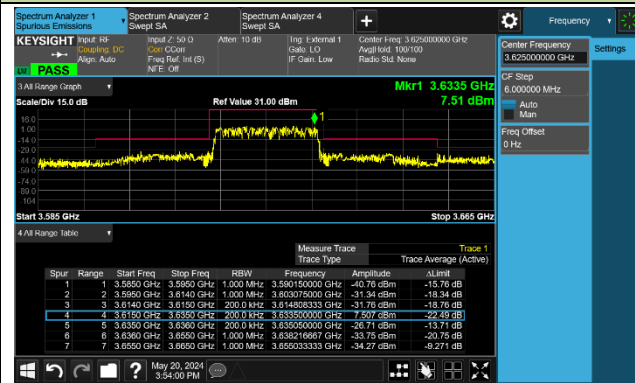 Spectrum Analyzer 1
Spurious Emissions
Spectrum Analyzer 2
Swept SA
Spectrum Analyzer 4
Swept SA
+
Frequency
KEYSIGHT
Input: RF
Coupling: DC
Align: Auto
Input Z: 50 Ω
Corr CCorr
Freq Ref: Int (S)
NFE: Off
Atten: 10 dB
Trig: External 1
Gate: LO
IF Gain: Low
Center Freq: 3.625000000 GHz
Avg|Hold: 100/100
Radio Std: None
LM PASS
Center Frequency
3.625000000 GHz
Settings
CF Step
6.000000 MHz
Auto
Man
Freq Offset
0 Hz
3 All Range Graph
Scale/Div 15.0 dB
Ref Value 31.00 dBm
Mkr1 3.6335 GHz
7.51 dBm
16.0
1.00
-14.0
-29.0
-44.0
-59.0
-74.0
-89.0
-104
1
Start 3.585 GHz
Stop 3.665 GHz
4 All Range Table
Measure Trace Trace 1
Trace Type Trace Average (Active)
Spur Range Start Freq Stop Freq RBW Frequency Amplitude ΔLimit
1 1 3.5850 GHz 3.5950 GHz 1.000 MHz 3.590150000 GHz -40.76 dBm -15.76 dB
2 2 3.5950 GHz 3.6140 GHz 1.000 MHz 3.603075000 GHz -31.34 dBm -18.34 dB
3 3 3.6140 GHz 3.6150 GHz 200.0 kHz 3.614808333 GHz -31.76 dBm -18.76 dB
4 4 3.6150 GHz 3.6350 GHz 200.0 kHz 3.633500000 GHz 7.507 dBm -22.49 dB
5 5 3.6350 GHz 3.6360 GHz 200.0 kHz 3.635050000 GHz -26.71 dBm -13.71 dB
6 6 3.6360 GHz 3.6550 GHz 1.000 MHz 3.638216667 GHz -33.75 dBm -20.75 dB
7 7 3.6550 GHz 3.6650 GHz 1.000 MHz 3.655033333 GHz -34.27 dBm -9.271 dB
?
May 20, 2024
3:54:00 PM